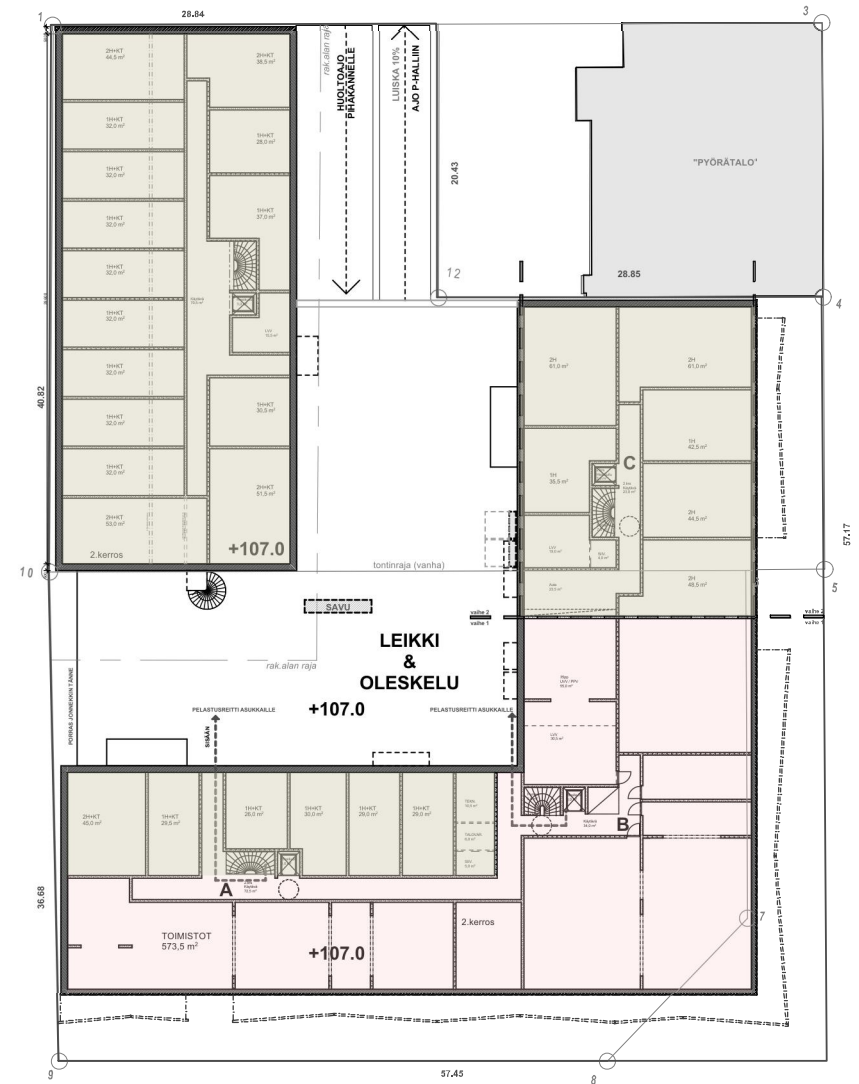 1
28.84
3
2H+KT
44,5 m²
2H+KT
38,5 m²
1H+KT
32,0 m²
1H+KT
28,0 m²
1H+KT
32,0 m²
1H+KT
37,0 m²
1H+KT
32,0 m²
1H+KT
32,0 m²
1H+KT
32,0 m²
1H+KT
32,0 m²
1H+KT
32,0 m²
1H+KT
30,5 m²
1H+KT
32,0 m²
2H+KT
51,5 m²
2H+KT
53,0 m²
2.kerros
+107.0
rak.alan raja
HUOLTOAJO
PIHAKANNELLE
LUISKA 10%
AJO P-HALLIIN
20.43
"PYÖRÄTALO"
12
28.85
4
40.82
2H
61,0 m²
2H
61,0 m²
1H
35,5 m²
1H
42,5 m²
C
2H
44,5 m²
2H
48,5 m²
57.17
10
tontinraja (vanha)
5
SAVU
vaihe 2
vaihe 1
vaihe 2
vaihe 1
LEIKKI
&
OLESKELU
+107.0
rak.alan raja
PORRAS JONNEKKIN TÄNNE
PELASTUSREITTI ASUKKAILLE
SISÄÄN
PELASTUSREITTI ASUKKAILLE
2H+KT
45,0 m²
1H+KT
29,5 m²
1H+KT
26,0 m²
1H+KT
30,0 m²
1H+KT
29,0 m²
1H+KT
29,0 m²
B
A
36.68
TOIMISTOT
573,5 m²
+107.0
2.kerros
7
9
57.45
8